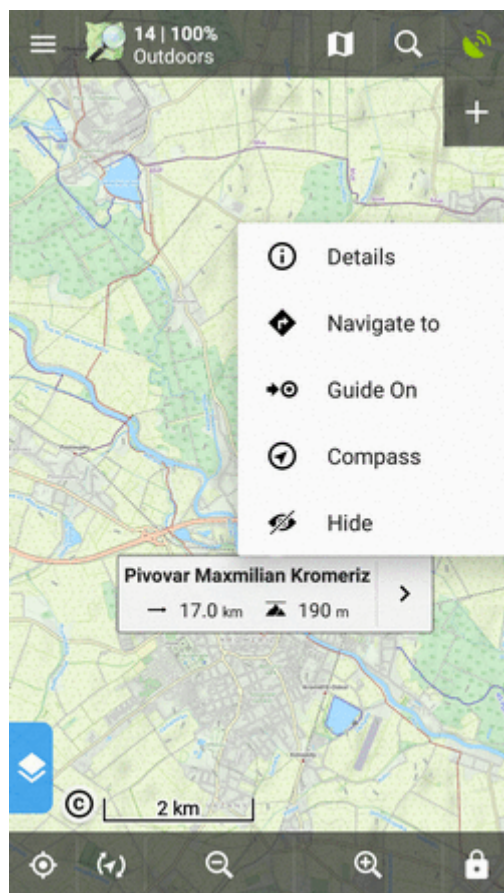 14 | 100%
Outdoors
Details
Navigate to
Guide On
Compass
Hide
Pivovar Maxmilian Kromeriz
17.0 km 190 m
© 2 km